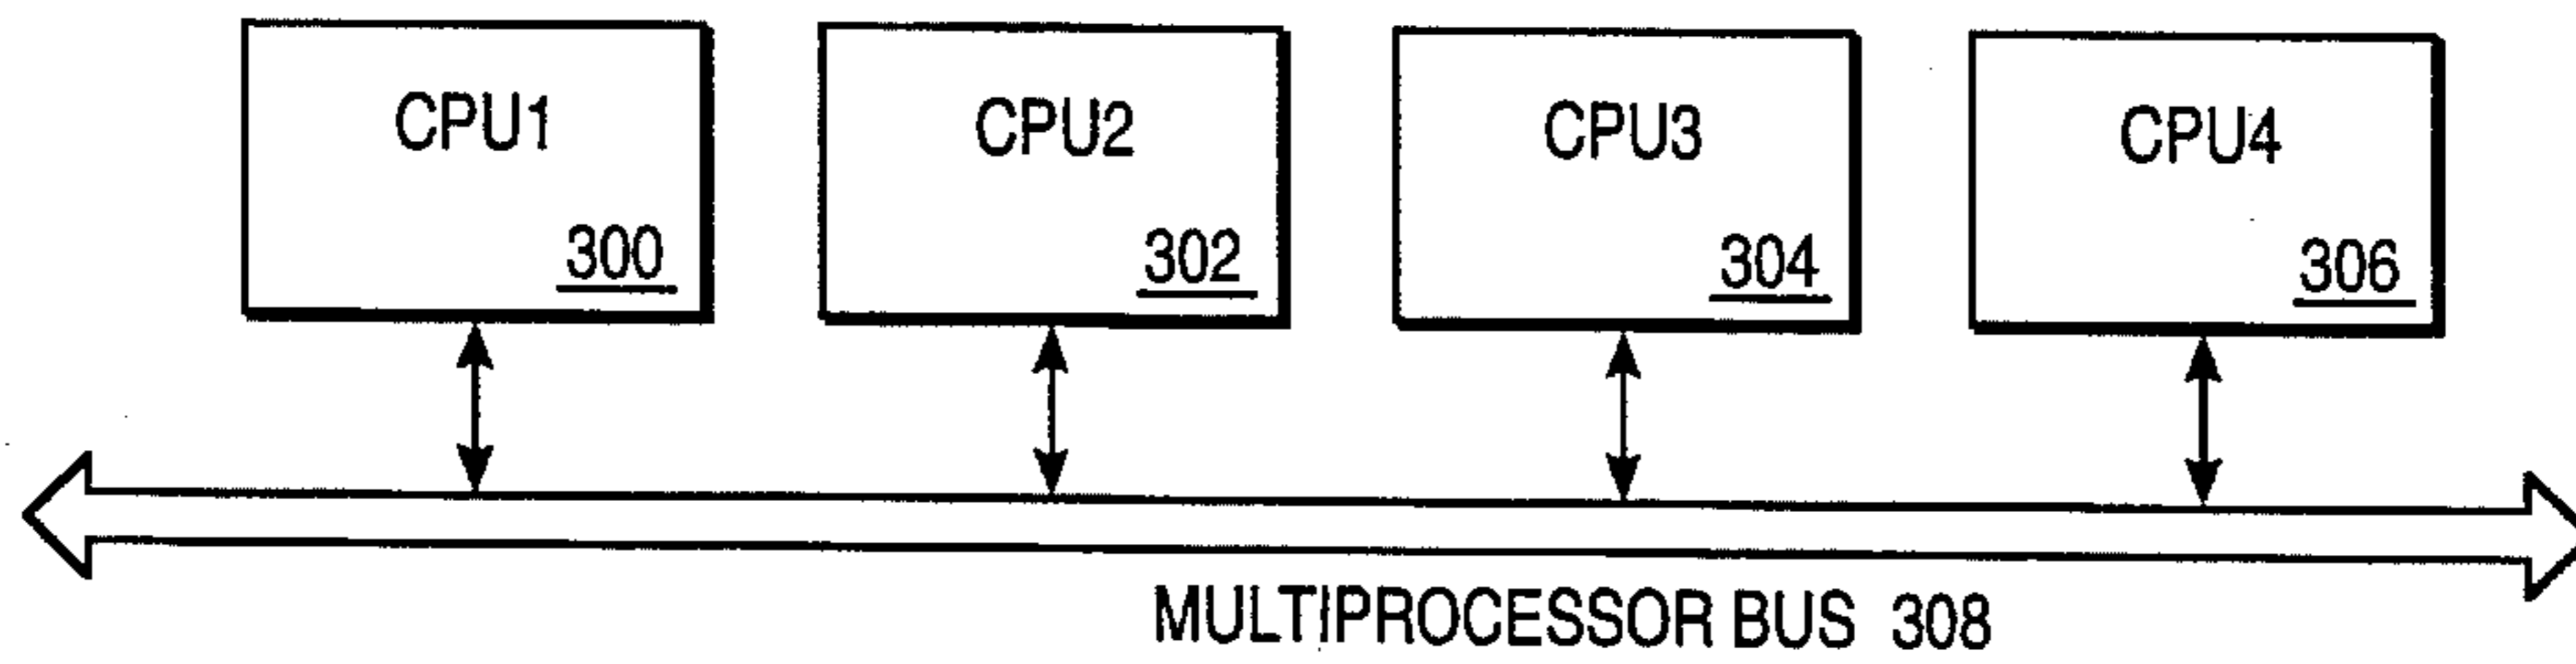 CPU1
300
CPU2
302
CPU3
304
CPU4
306
MULTIPROCESSOR BUS 308